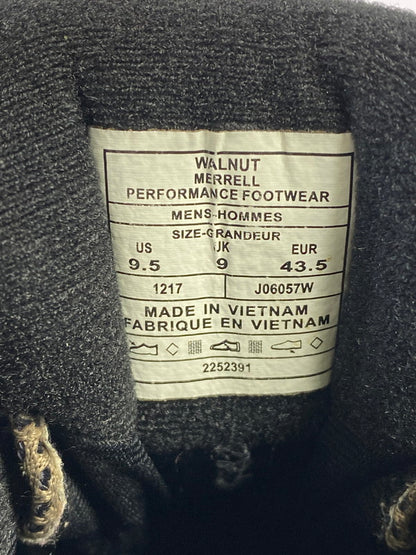 WALNUT
MERRELL
PERFORMANCE FOOTWEAR
MENS-HOMMES
SIZE-GRANDEUR
US UK EUR
9.5 9 43.5
1217 J06057W
MADE IN VIETNAM
FABRIQUE EN VIETNAM
2252391